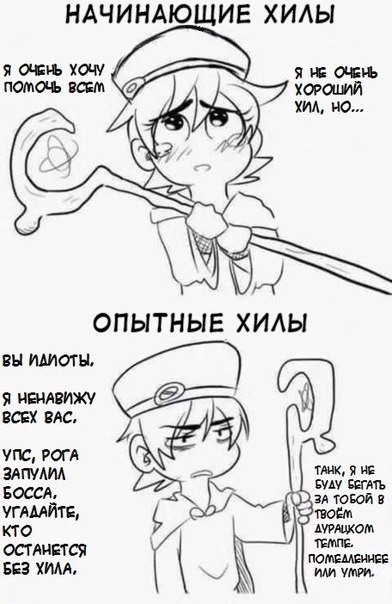 НАЧИНАЮЩИЕ ХИЛЫ
Я ОЧЕНЬ ХОЧУ
ПОМОЧЬ ВСЕМ
Я НЕ ОЧЕНЬ
ХОРОШИЙ
ХИЛ, НО...
ОПЫТНЫЕ ХИЛЫ
ВЫ ИДИОТЫ.
Я НЕНАВИЖУ
ВСЕХ ВАС.
УПС, РОГА
ЗАПУЛИЛ
БОССА.
УГАДАЙТЕ,
КТО
ОСТАНЕТСЯ
БЕЗ ХИЛА.
ТАНК, Я НЕ
БУДУ БЕГАТЬ
ЗА ТОБОЙ В
ТВОЁМ
ДУРАЦКОМ
ТЕМПЕ.
ПОМЕДЛЕННЕЕ
ИЛИ УМРИ.